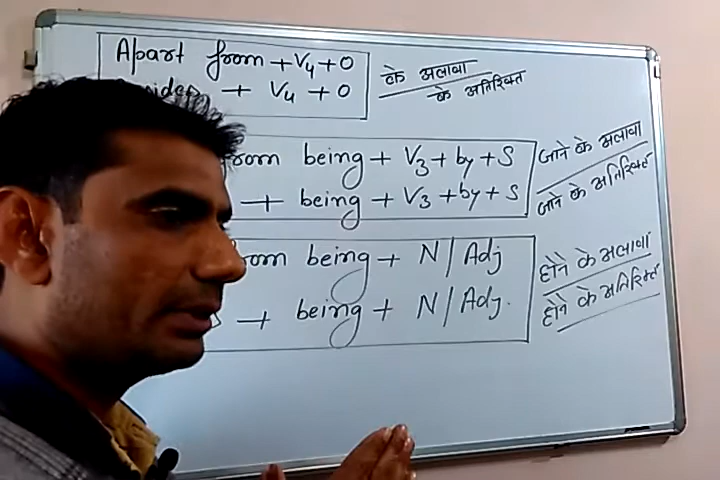 Apart from + V4 + O
के अलावा
+ V4 + O
के अतिरिक्त
from being + V3 + by + S
जाने के अलावा
+ being + V3 + by + S
जाने के अतिरिक्त
from being + N/Adj
होने के अलावा
+ being + N/Adj.
होने के अतिरिक्त